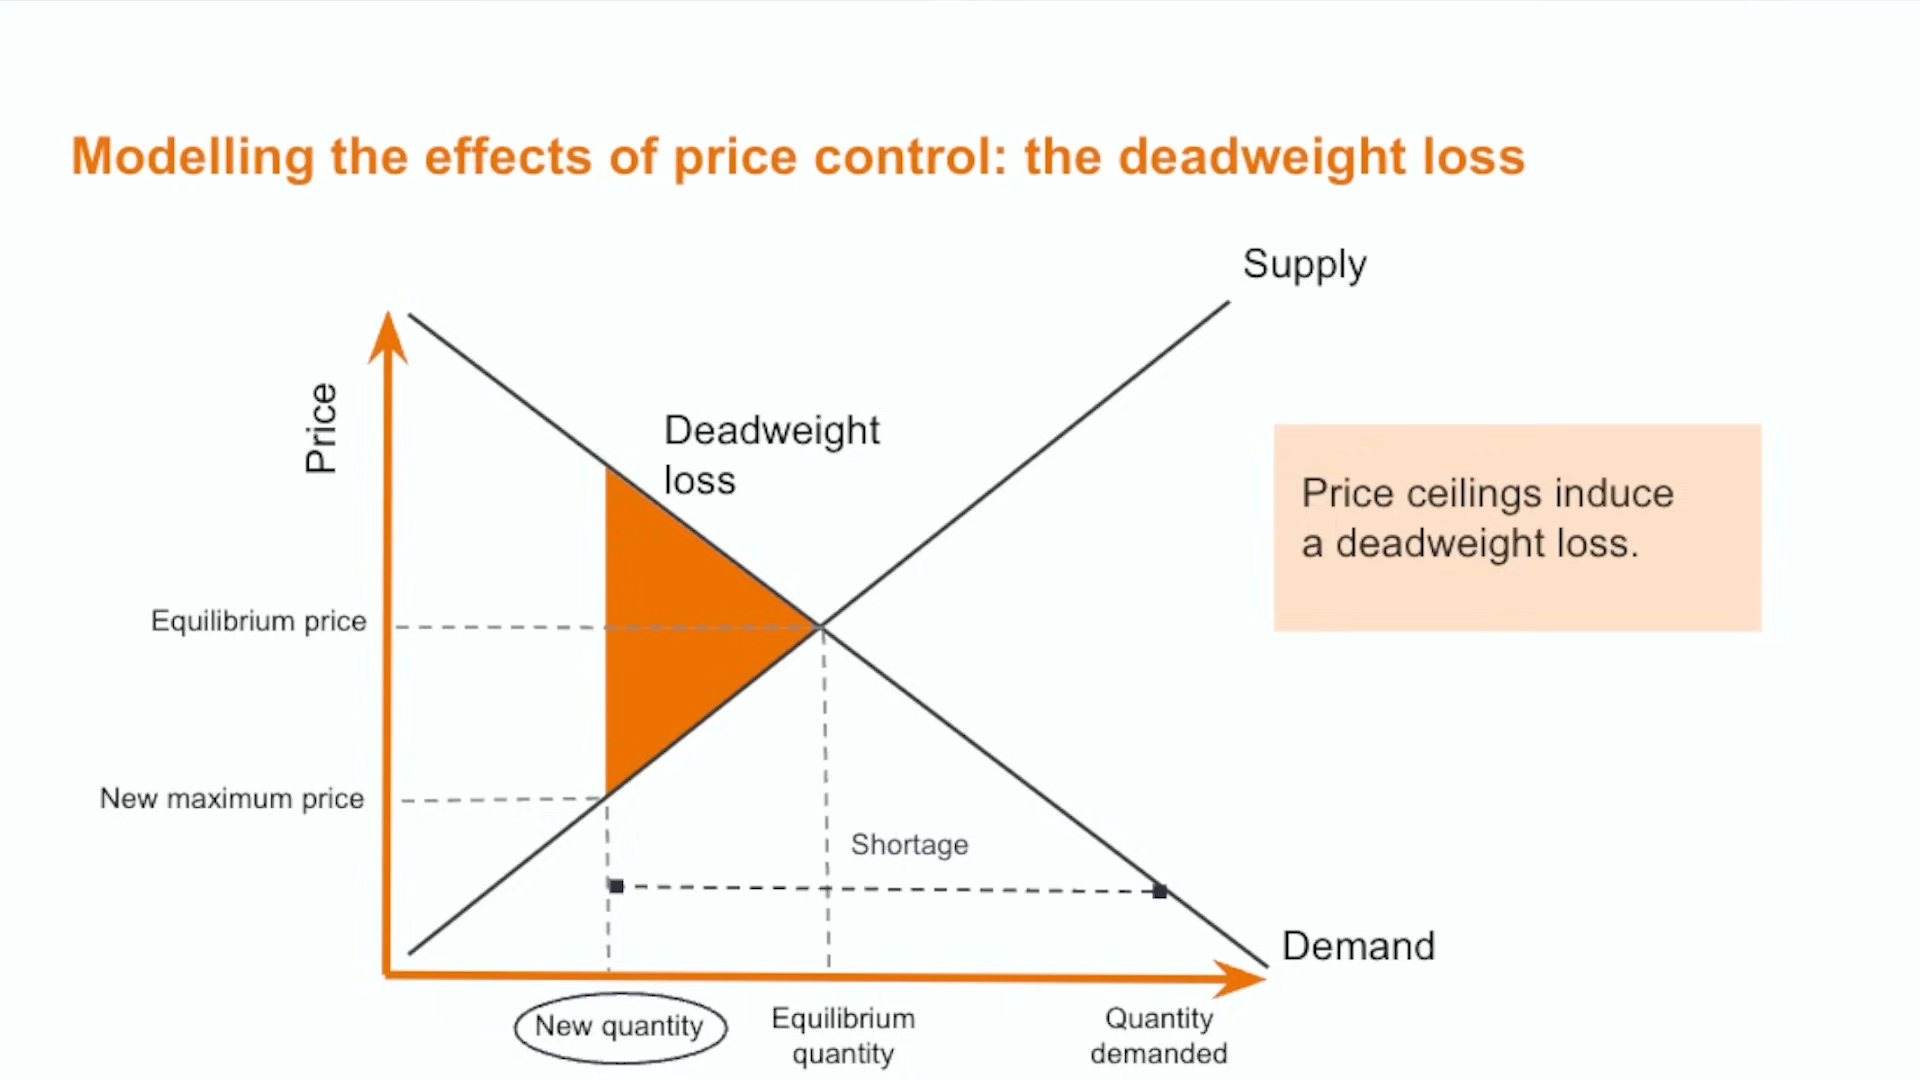 Modelling the effects of price control: the deadweight loss
Supply
Price
Deadweight
loss
Price ceilings induce
a deadweight loss.
Equilibrium price
New maximum price
Shortage
Demand
New quantity
Equilibrium
quantity
Quantity
demanded